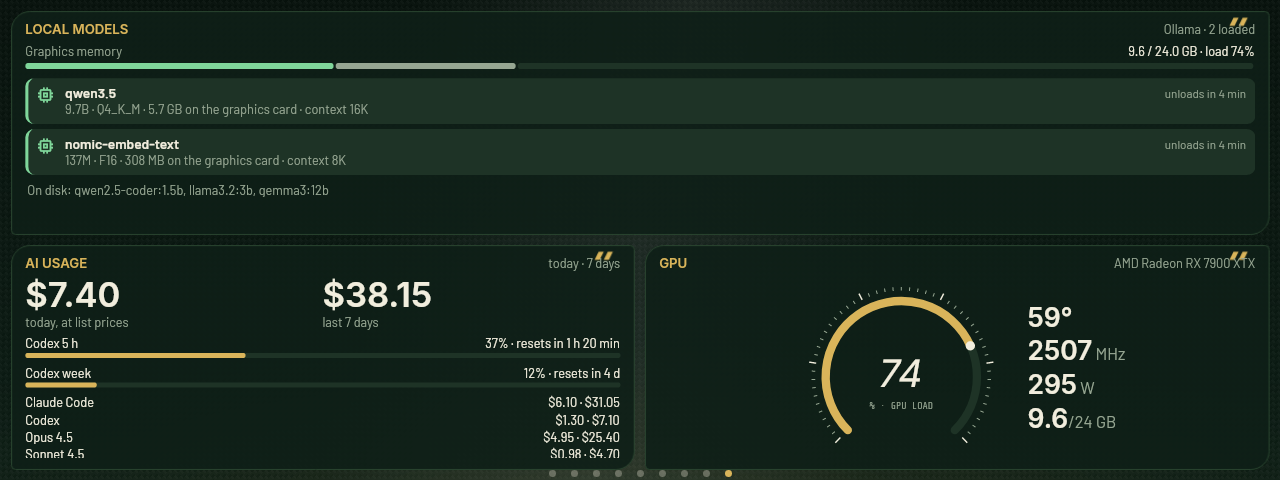 LOCAL MODELS
Ollama · 2 loaded
Graphics memory
9.6 / 24.0 GB · load 74%
qwen3.5
unloads in 4 min
9.7B · Q4_K_M · 5.7 GB on the graphics card · context 16K
nomic-embed-text
unloads in 4 min
137M · F16 · 308 MB on the graphics card · context 8K
On disk: qwen2.5-coder:1.5b, llama3.2:3b, gemma3:12b
AI USAGE
today · 7 days
$7.40
$38.15
today, at list prices
last 7 days
Codex 5 h
37% · resets in 1 h 20 min
Codex week
12% · resets in 4 d
Claude Code
$6.10 · $31.05
Codex
$1.30 · $7.10
Opus 4.5
$4.95 · $25.40
Sonnet 4.5
$0.98 · $4.70
GPU
AMD Radeon RX 7900 XTX
74
% · GPU LOAD
59°
2507 MHz
295 W
9.6/24 GB